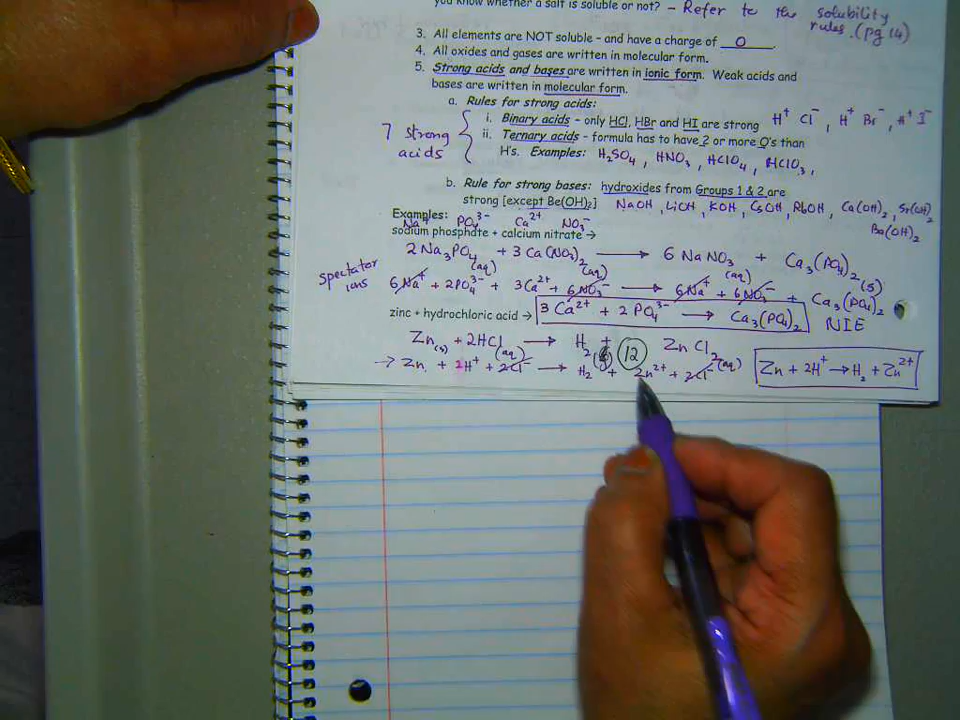 you know whether a salt is soluble or not? - Refer to the solubility
rules. (pg 14)
3. All elements are NOT soluble - and have a charge of __0__.
4. All oxides and gases are written in molecular form.
5. Strong acids and bases are written in ionic form. Weak acids and
bases are written in molecular form.
a. Rules for strong acids:
i. Binary acids - only HCl, HBr and HI are strong H⁺ Cl⁻, H⁺ Br⁻, H⁺ I⁻
7 strong acids
ii. Ternary acids - formula has to have 2 or more O's than
H's. Examples: H₂SO₄, HNO₃, HClO₄, HClO₃,
b. Rule for strong bases: hydroxides from Groups 1 & 2 are
strong [except Be(OH)₂] NaOH, LiOH, KOH, CsOH, RbOH, Ca(OH)₂, Sr(OH)₂
Ba(OH)₂
Examples: Na⁺ PO₄³⁻ Ca²⁺ NO₃⁻
sodium phosphate + calcium nitrate →
2 Na₃PO₄ (aq) + 3 Ca(NO₃)₂ (aq) → 6 NaNO₃ (aq) + Ca₃(PO₄)₂ (s)
spectator ions
6Na⁺ + 2PO₄³⁻ + 3Ca²⁺ + 6NO₃⁻ → 6Na⁺ + 6NO₃⁻ + Ca₃(PO₄)₂
zinc + hydrochloric acid → 3 Ca²⁺ + 2 PO₄³⁻ → Ca₃(PO₄)₂ NIE
Zn(s) + 2HCl (aq) → H₂ (g) + ZnCl₂ (aq)
12
→ Zn + 2H⁺ + 2Cl⁻ → H₂ + Zn²⁺ + 2Cl⁻
Zn + 2H⁺ → H₂ + Zn²⁺